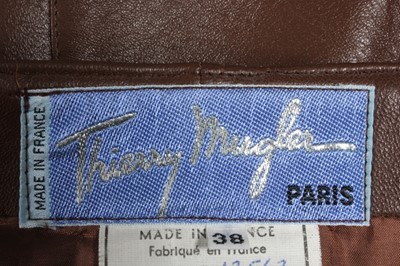 MADE IN FRANCE
Thierry Mugler
PARIS
38
MADE IN FRANCE
Fabriqué en France